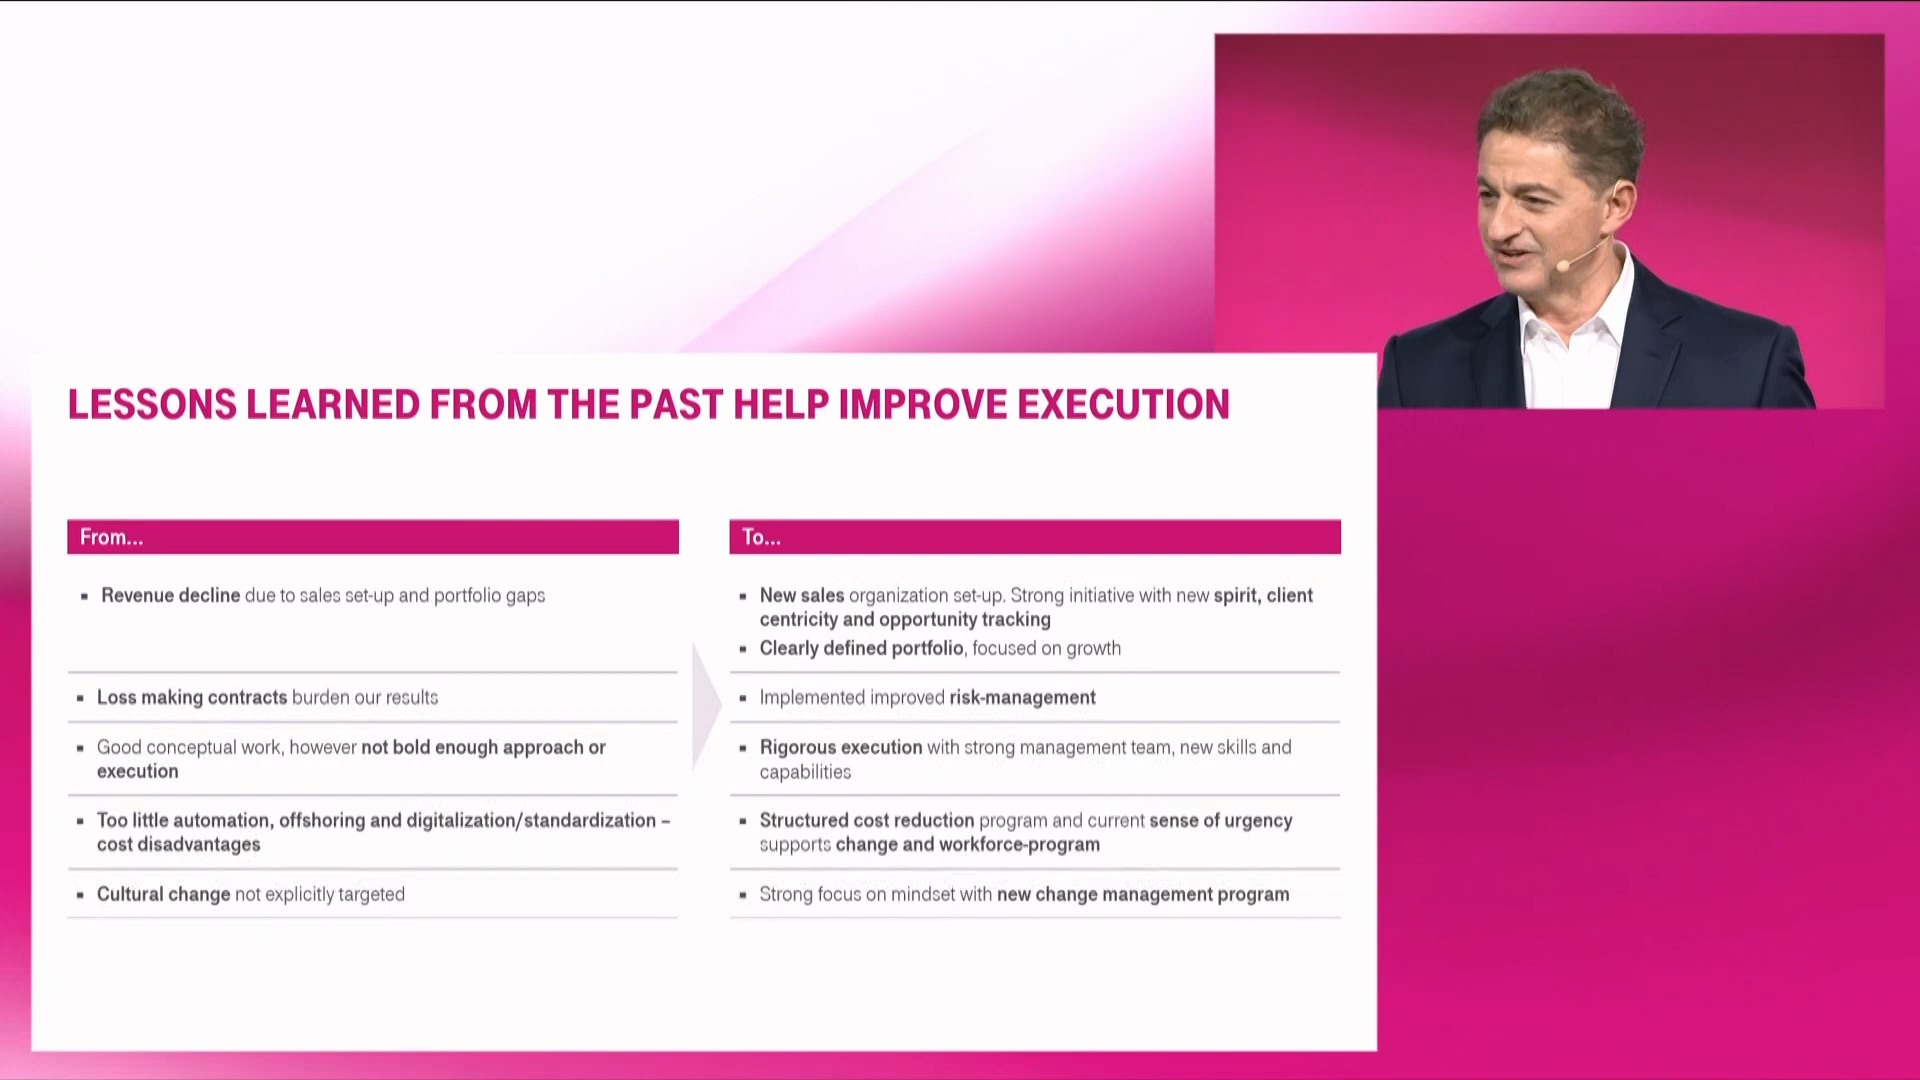 LESSONS LEARNED FROM THE PAST HELP IMPROVE EXECUTION
From...
▪ Revenue decline due to sales set-up and portfolio gaps
▪ Loss making contracts burden our results
▪ Good conceptual work, however not bold enough approach or
execution
▪ Too little automation, offshoring and digitalization/standardization –
cost disadvantages
▪ Cultural change not explicitly targeted
To...
▪ New sales organization set-up. Strong initiative with new spirit, client
centricity and opportunity tracking
▪ Clearly defined portfolio, focused on growth
▪ Implemented improved risk-management
▪ Rigorous execution with strong management team, new skills and
capabilities
▪ Structured cost reduction program and current sense of urgency
supports change and workforce-program
▪ Strong focus on mindset with new change management program